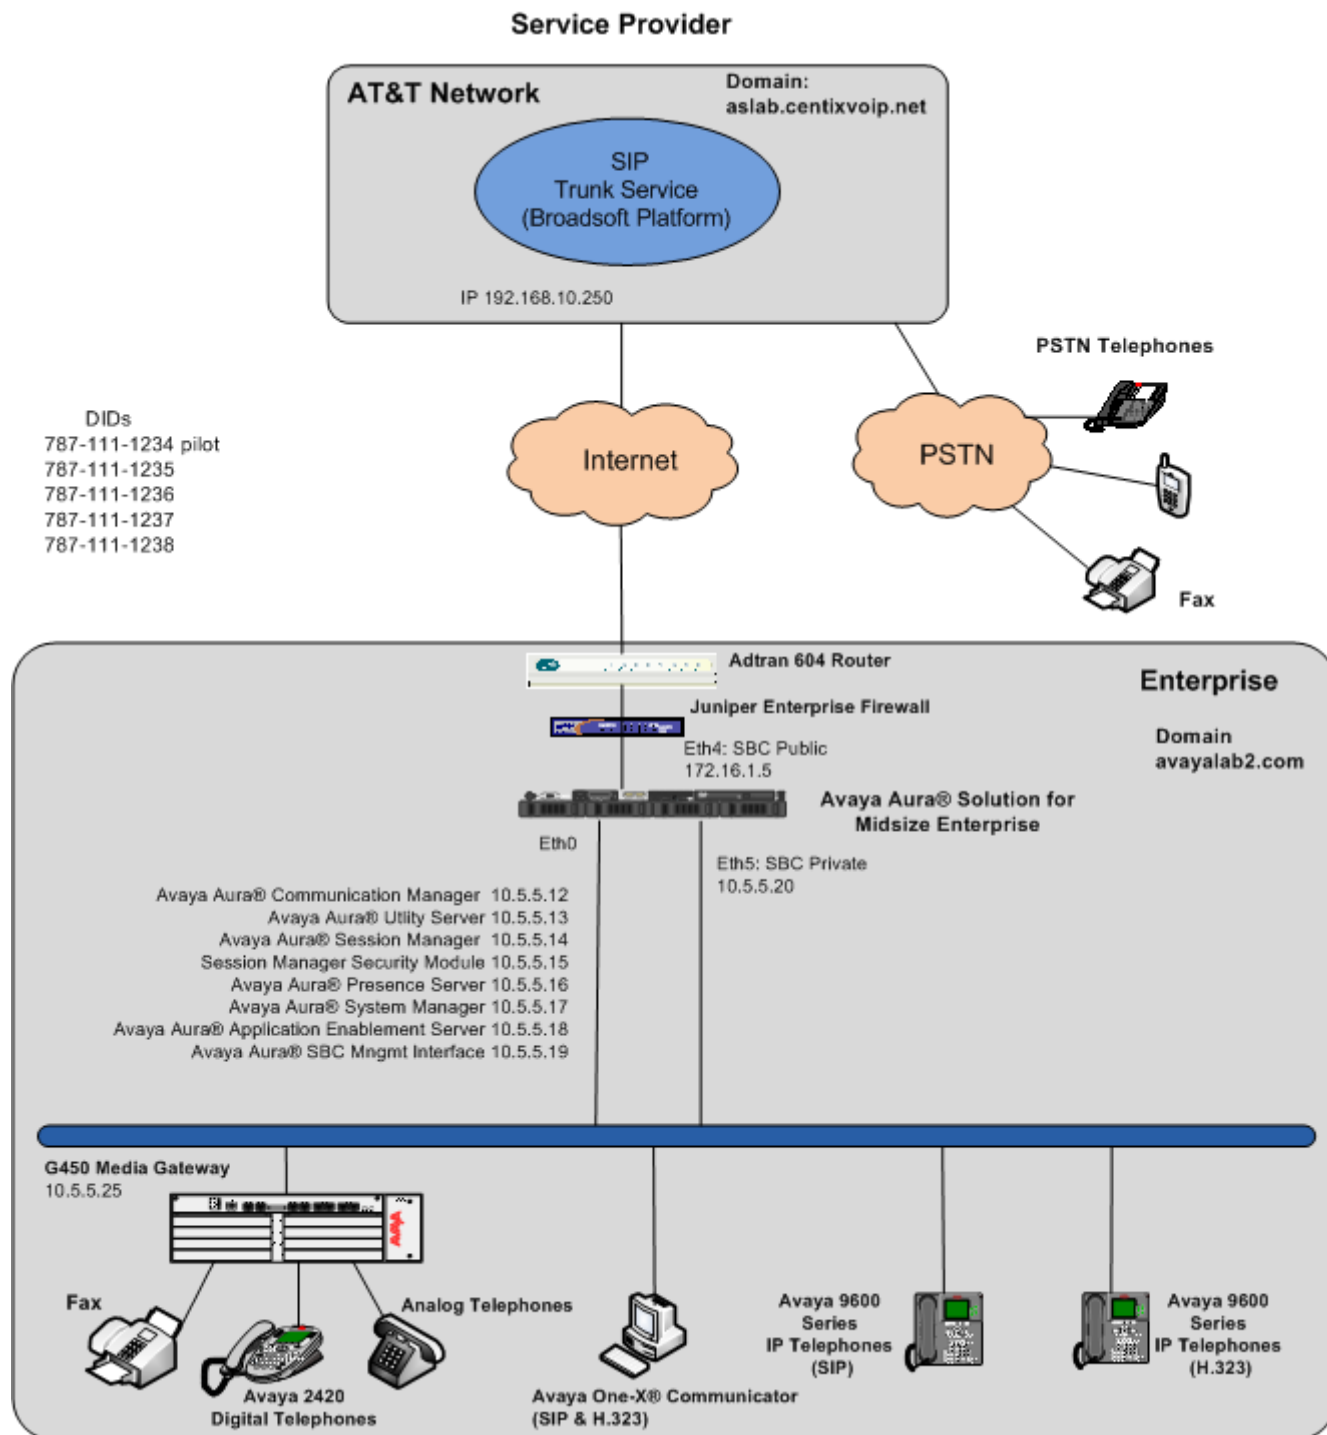 Service Provider
AT&T Network
Domain:
aslab.centixvoip.net
SIP
Trunk Service
(Broadsoft Platform)
IP 192.168.10.250
PSTN Telephones
DIDs
787-111-1234 pilot
787-111-1235
787-111-1236
787-111-1237
787-111-1238
Internet
PSTN
Fax
Adtran 604 Router
Enterprise
Juniper Enterprise Firewall
Domain
avayalab2.com
Eth4: SBC Public
172.16.1.5
Avaya Aura® Solution for
Midsize Enterprise
Eth0
Eth5: SBC Private
10.5.5.20
Avaya Aura® Communication Manager 10.5.5.12
Avaya Aura® Utlity Server 10.5.5.13
Avaya Aura® Session Manager 10.5.5.14
Session Manager Security Module 10.5.5.15
Avaya Aura® Presence Server 10.5.5.16
Avaya Aura® System Manager 10.5.5.17
Avaya Aura® Application Enablement Server 10.5.5.18
Avaya Aura® SBC Mngmt Interface 10.5.5.19
G450 Media Gateway
10.5.5.25
AVAYA
Fax
Analog Telephones
Avaya 2420
Digital Telephones
Avaya One-X® Communicator
(SIP & H.323)
Avaya 9600
Series
IP Telephones
(SIP)
Avaya 9600
Series
IP Telephones
(H.323)